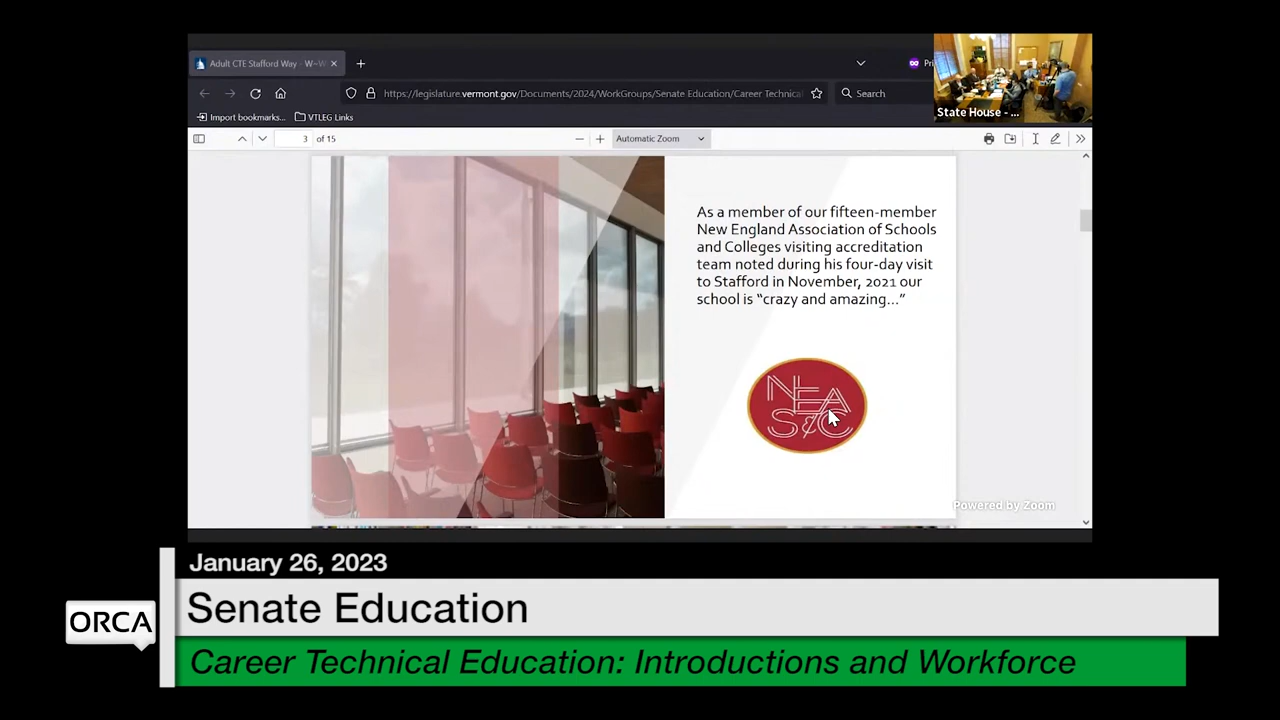 Adult CTE Stafford Way - W~W
Pri
https://legislature.vermont.gov/Documents/2024/WorkGroups/Senate Education/Career Technical
Search
Import bookmarks...
VTLEG Links
State House - ...
3 of 15
Automatic Zoom
As a member of our fifteen-member
New England Association of Schools
and Colleges visiting accreditation
team noted during his four-day visit
to Stafford in November, 2021 our
school is “crazy and amazing...”
NEA
S&C
Powered by Zoom
January 26, 2023
ORCA
Senate Education
Career Technical Education: Introductions and Workforce